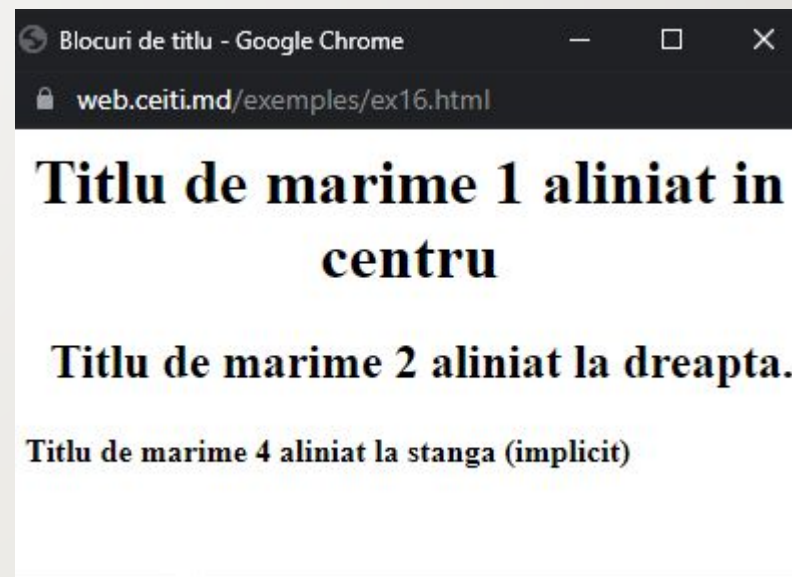 Blocuri de titlu - Google Chrome
web.ceiti.md/exemples/ex16.html
Titlu de marime 1 aliniat in
centru
Titlu de marime 2 aliniat la dreapta.
Titlu de marime 4 aliniat la stanga (implicit)